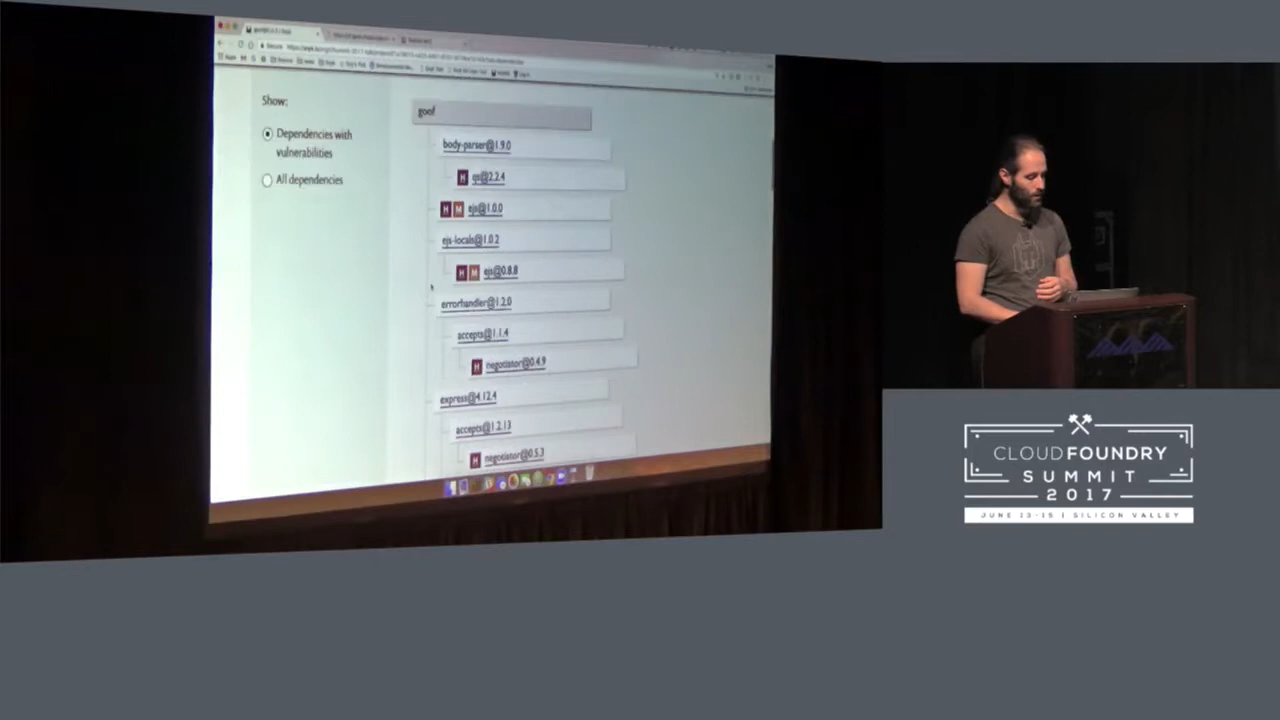 Show:
Dependencies with
vulnerabilities
All dependencies
goof
body-parser@1.9.0
H qs@2.2.4
H M ejs@1.0.0
ejs-locals@1.0.2
H M ejs@0.8.8
errorhandler@1.2.0
accepts@1.1.4
H negotiator@0.4.9
express@4.12.4
accepts@1.2.13
H negotiator@0.5.3
CLOUDFOUNDRY
SUMMIT
2017
JUNE 13-15 | SILICON VALLEY